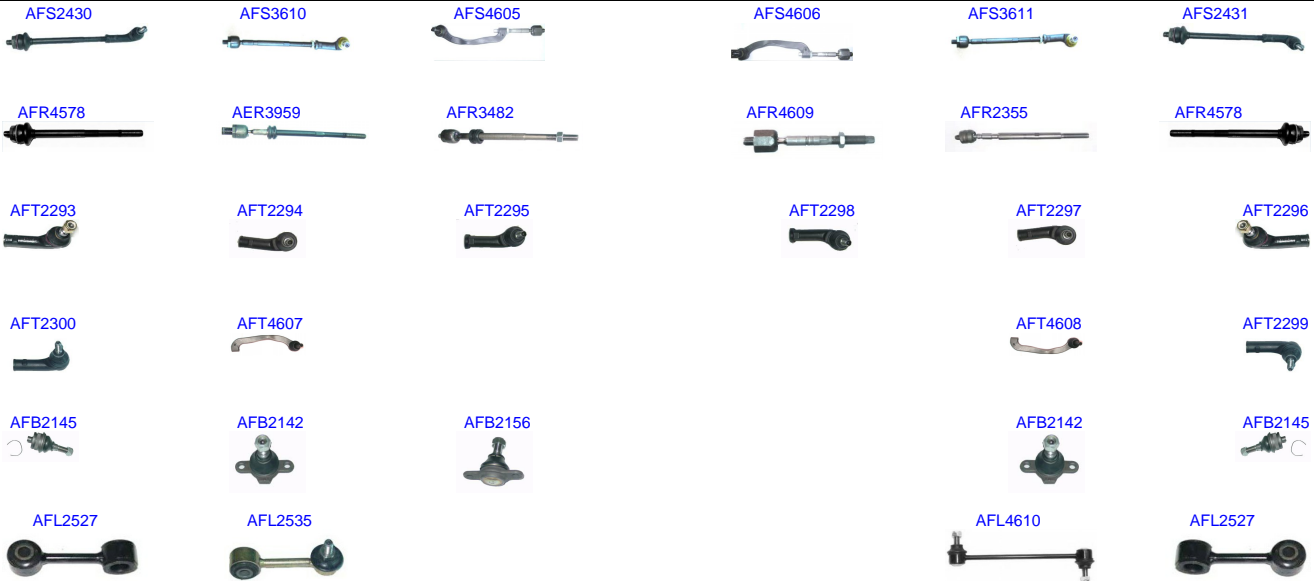 AFS2430 AFS3610 AFS4605 AFS4606 AFS3611 AFS2431
AFR4578 AER3959 AFR3482 AFR4609 AFR2355 AFR4578
AFT2293 AFT2294 AFT2295 AFT2298 AFT2297 AFT2296
AFT2300 AFT4607 AFT4608 AFT2299
AFB2145 AFB2142 AFB2156 AFB2142 AFB2145
AFL2527 AFL2535 AFL4610 AFL2527